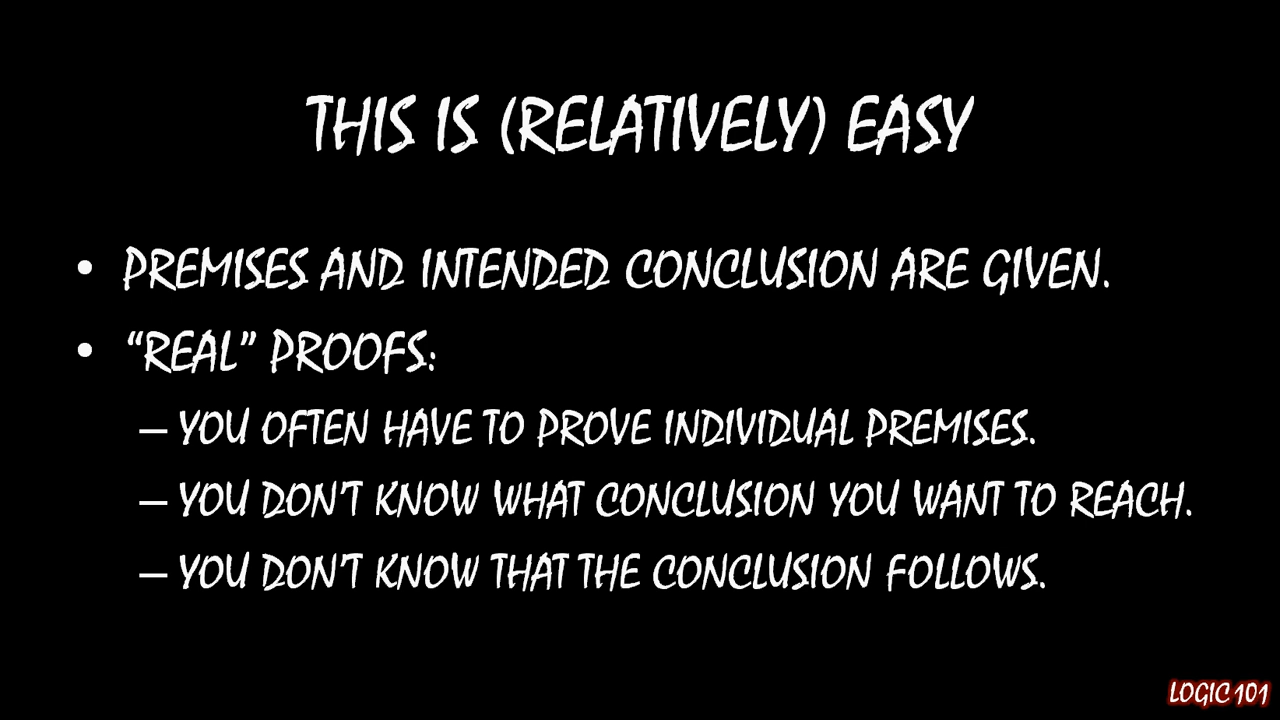 THIS IS (RELATIVELY) EASY
• PREMISES AND INTENDED CONCLUSION ARE GIVEN.
• “REAL” PROOFS:
– YOU OFTEN HAVE TO PROVE INDIVIDUAL PREMISES.
– YOU DON'T KNOW WHAT CONCLUSION YOU WANT TO REACH.
– YOU DON'T KNOW THAT THE CONCLUSION FOLLOWS.
LOGIC 101